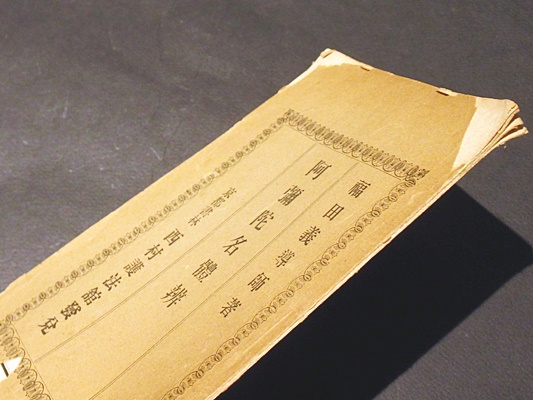 福田義導師著
阿彌陀名體辨
京都書林 西村護法館發兌